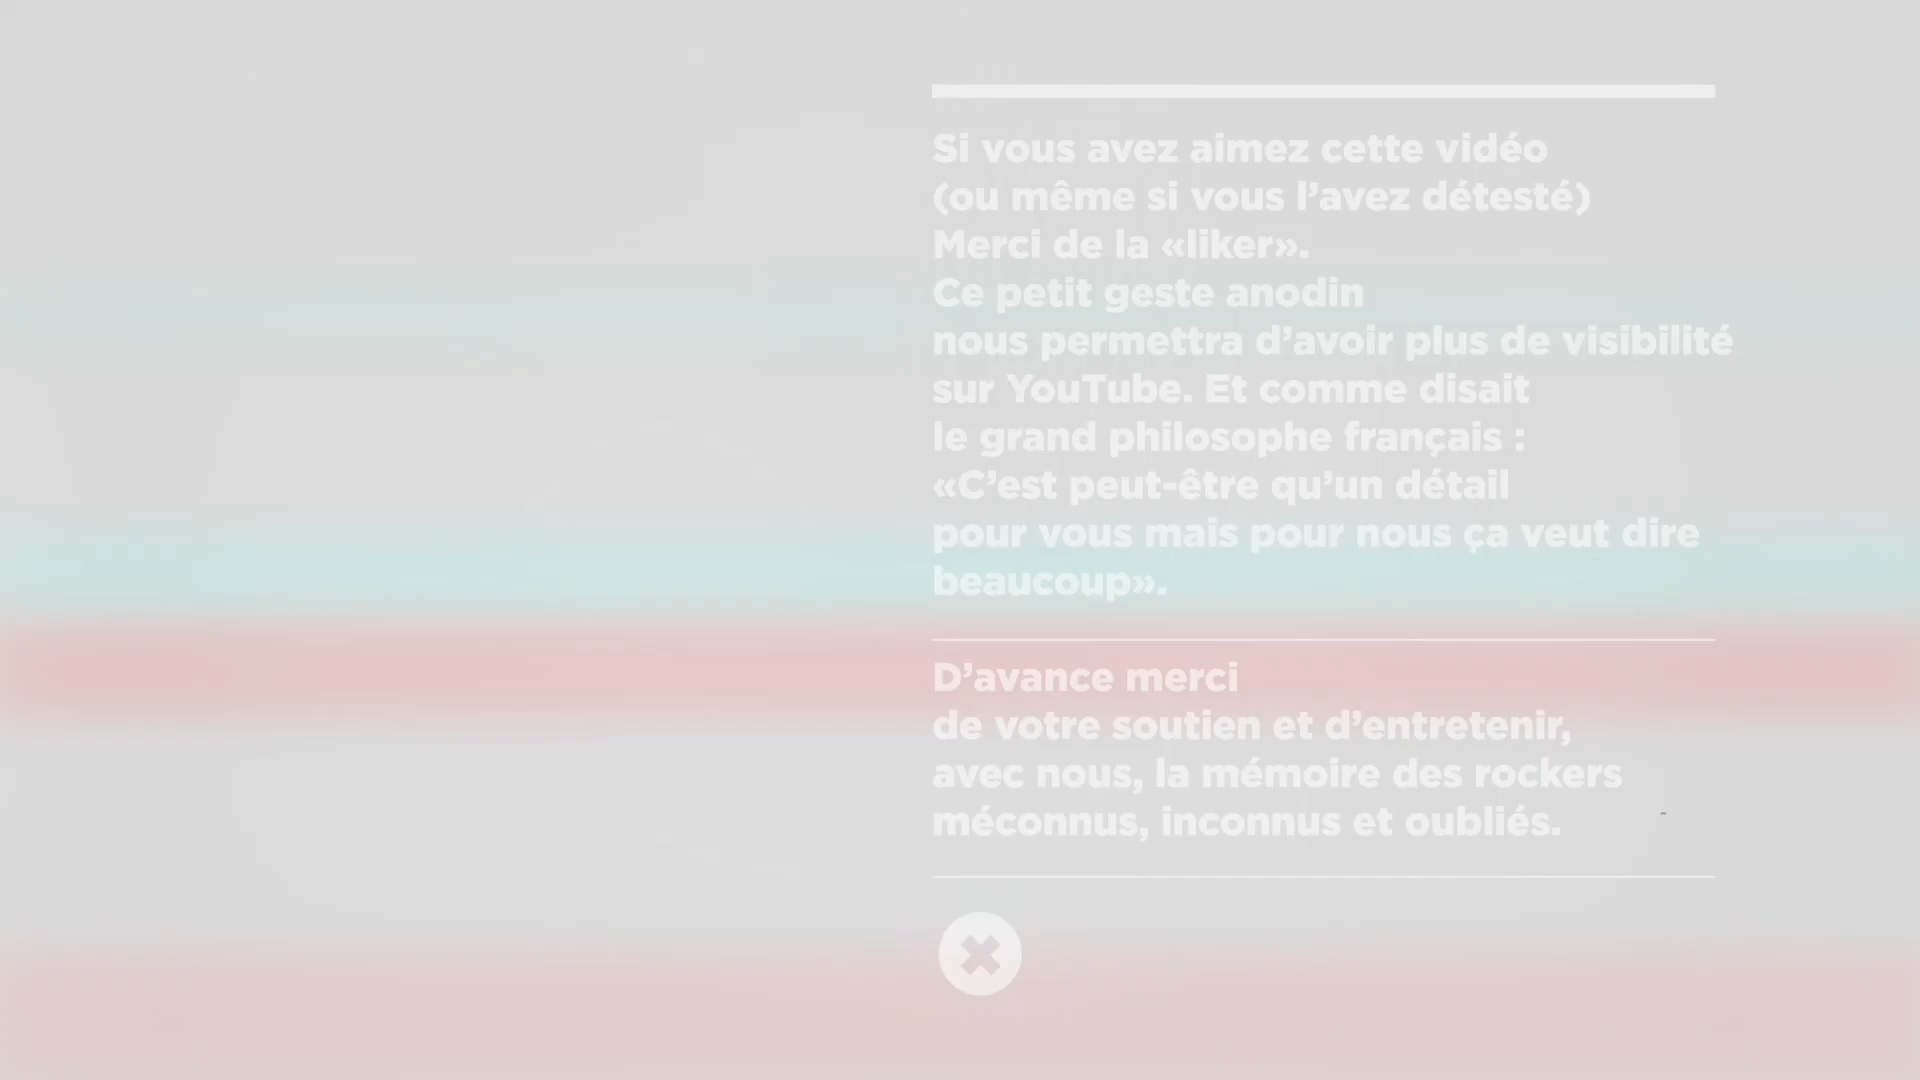 Si vous avez aimez cette vidéo
(ou même si vous l’avez détesté)
Merci de la «liker».
Ce petit geste anodin
nous permettra d’avoir plus de visibilité
sur YouTube. Et comme disait
le grand philosophe français :
«C’est peut-être qu’un détail
pour vous mais pour nous ça veut dire
beaucoup».
D’avance merci
de votre soutien et d’entretenir,
avec nous, la mémoire des rockers
méconnus, inconnus et oubliés.